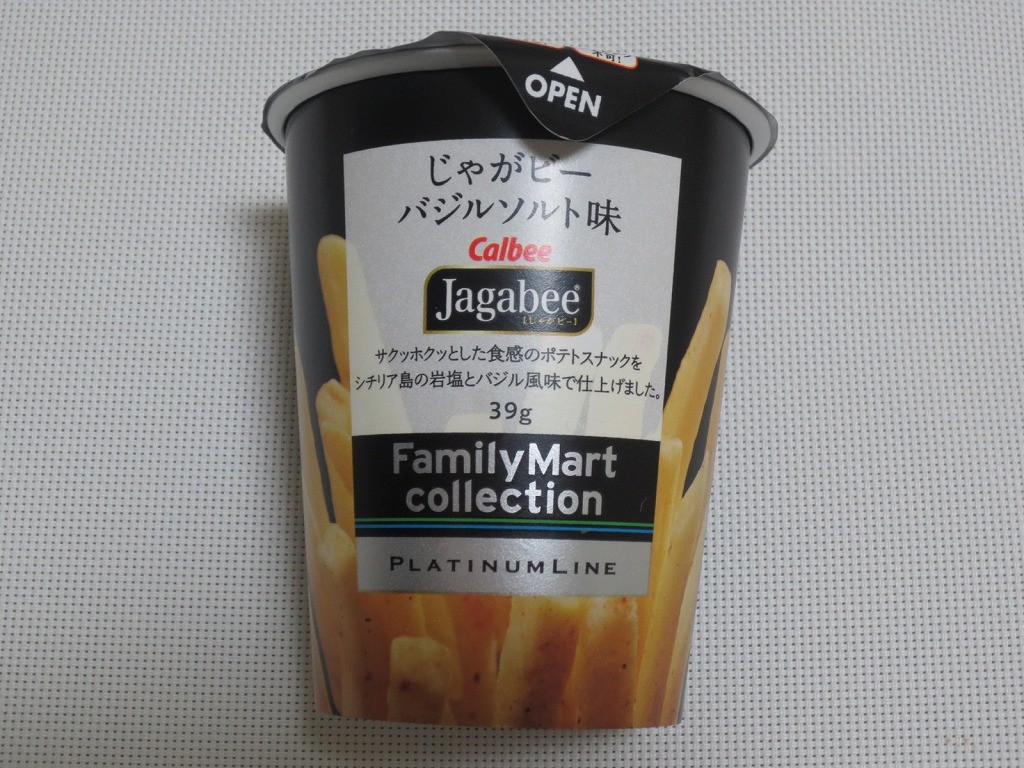 不可!
OPEN
じゃがビー
バジルソルト味
Calbee
Jagabee®
[じゃがビー]
サクッホクッとした食感のポテトスナックを
シチリア島の岩塩とバジル風味で仕上げました。
39g
FamilyMart
collection
PLATINUMLINE